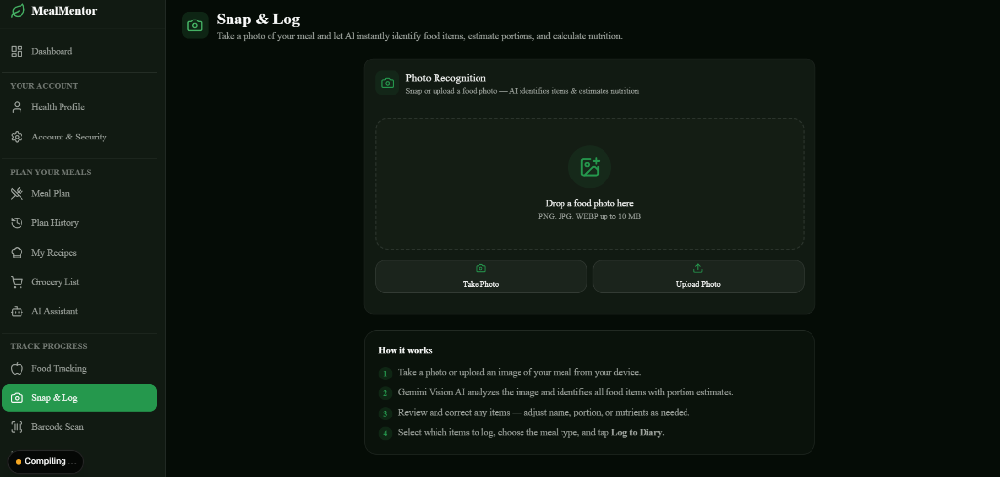 MealMentor
Dashboard
YOUR ACCOUNT
Health Profile
Account & Security
PLAN YOUR MEALS
Meal Plan
Plan History
My Recipes
Grocery List
AI Assistant
TRACK PROGRESS
Food Tracking
Snap & Log
Barcode Scan
Compiling ...
Snap & Log
Take a photo of your meal and let AI instantly identify food items, estimate portions, and calculate nutrition.
Photo Recognition
Snap or upload a food photo — AI identifies items & estimates nutrition
Drop a food photo here
PNG, JPG, WEBP up to 10 MB
Take Photo
Upload Photo
How it works
1 Take a photo or upload an image of your meal from your device.
2 Gemini Vision AI analyzes the image and identifies all food items with portion estimates.
3 Review and correct any items — adjust name, portion, or nutrients as needed.
4 Select which items to log, choose the meal type, and tap Log to Diary.